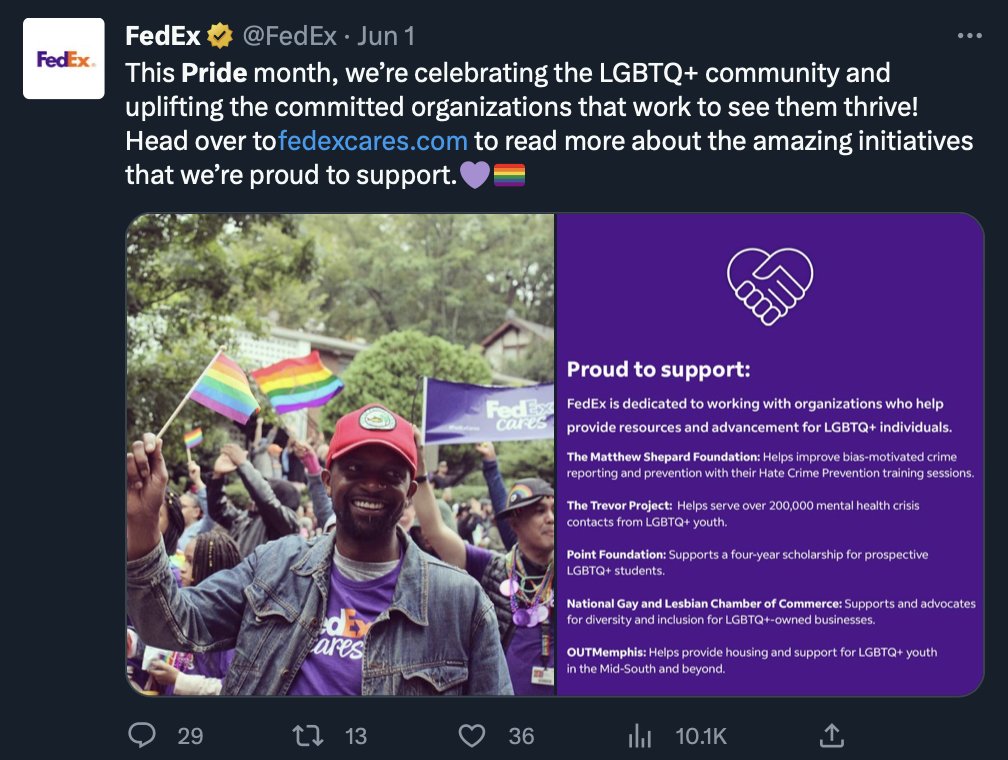 FedEx @FedEx · Jun 1
FedEx.
This Pride month, we’re celebrating the LGBTQ+ community and
uplifting the committed organizations that work to see them thrive!
Head over tofedexcares.com to read more about the amazing initiatives
that we’re proud to support.💜🏳️‍🌈
FedEx
cares
dEx
ares
Proud to support:
FedEx is dedicated to working with organizations who help
provide resources and advancement for LGBTQ+ individuals.
The Matthew Shepard Foundation: Helps improve bias-motivated crime
reporting and prevention with their Hate Crime Prevention training sessions.
The Trevor Project: Helps serve over 200,000 mental health crisis
contacts from LGBTQ+ youth.
Point Foundation: Supports a four-year scholarship for prospective
LGBTQ+ students.
National Gay and Lesbian Chamber of Commerce: Supports and advocates
for diversity and inclusion for LGBTQ+-owned businesses.
OUTMemphis: Helps provide housing and support for LGBTQ+ youth
in the Mid-South and beyond.
29 13 36 10.1K